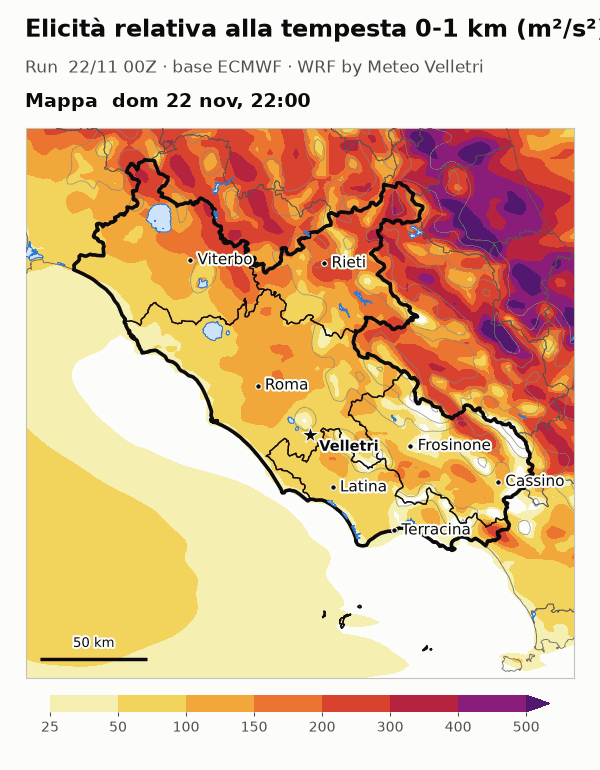 Elicità relativa alla tempesta 0-1 km (m²/s²)
Run  22/11 00Z · base ECMWF · WRF by Meteo Velletri
Mappa  dom 22 nov, 22:00
Viterbo
Rieti
Roma
Velletri
Frosinone
Latina
Cassino
Terracina
50 km
25 50 100 150 200 300 400 500